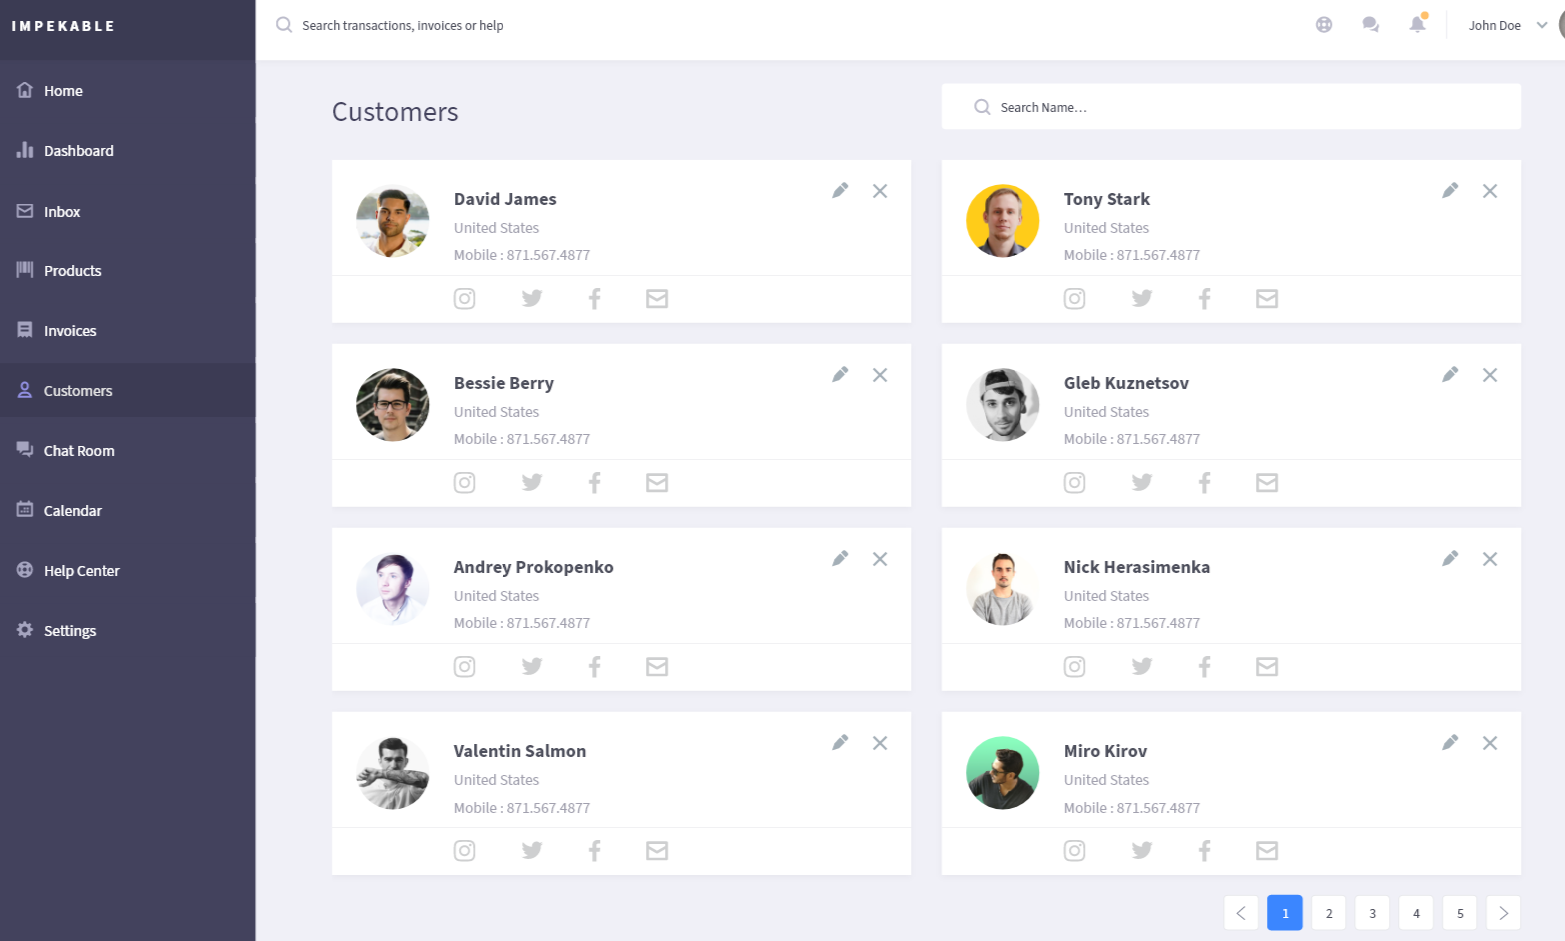 IMPEKABLE
Search transactions, invoices or help
John Doe
Home
Dashboard
Inbox
Products
Invoices
Customers
Chat Room
Calendar
Help Center
Settings
Customers
Search Name...
David James
United States
Mobile : 871.567.4877
Tony Stark
United States
Mobile : 871.567.4877
Bessie Berry
United States
Mobile : 871.567.4877
Gleb Kuznetsov
United States
Mobile : 871.567.4877
Andrey Prokopenko
United States
Mobile : 871.567.4877
Nick Herasimenka
United States
Mobile : 871.567.4877
Valentin Salmon
United States
Mobile : 871.567.4877
Miro Kirov
United States
Mobile : 871.567.4877
1 2 3 4 5